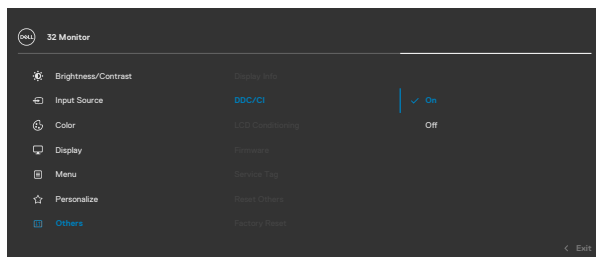 DELL
32 Monitor
Brightness/Contrast
Display Info
Input Source
DDC/CI
On
Color
LCD Conditioning
Off
Display
Firmware
Menu
Service Tag
Personalize
Reset Others
Others
Factory Reset
Exit